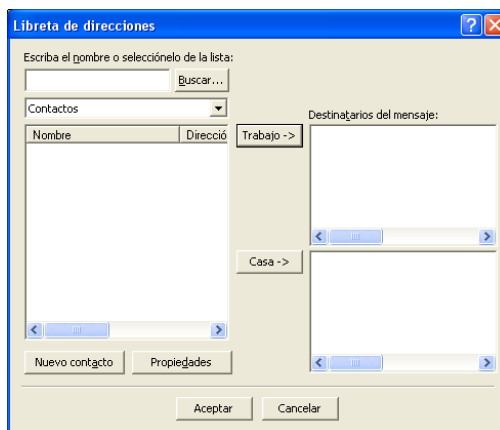 Libreta de direcciones
Escriba el nombre o selecciónelo de la lista:
Buscar...
Contactos
Nombre
Direcció
Trabajo ->
Destinatarios del mensaje:
Casa ->
Nuevo contacto
Propiedades
Aceptar
Cancelar